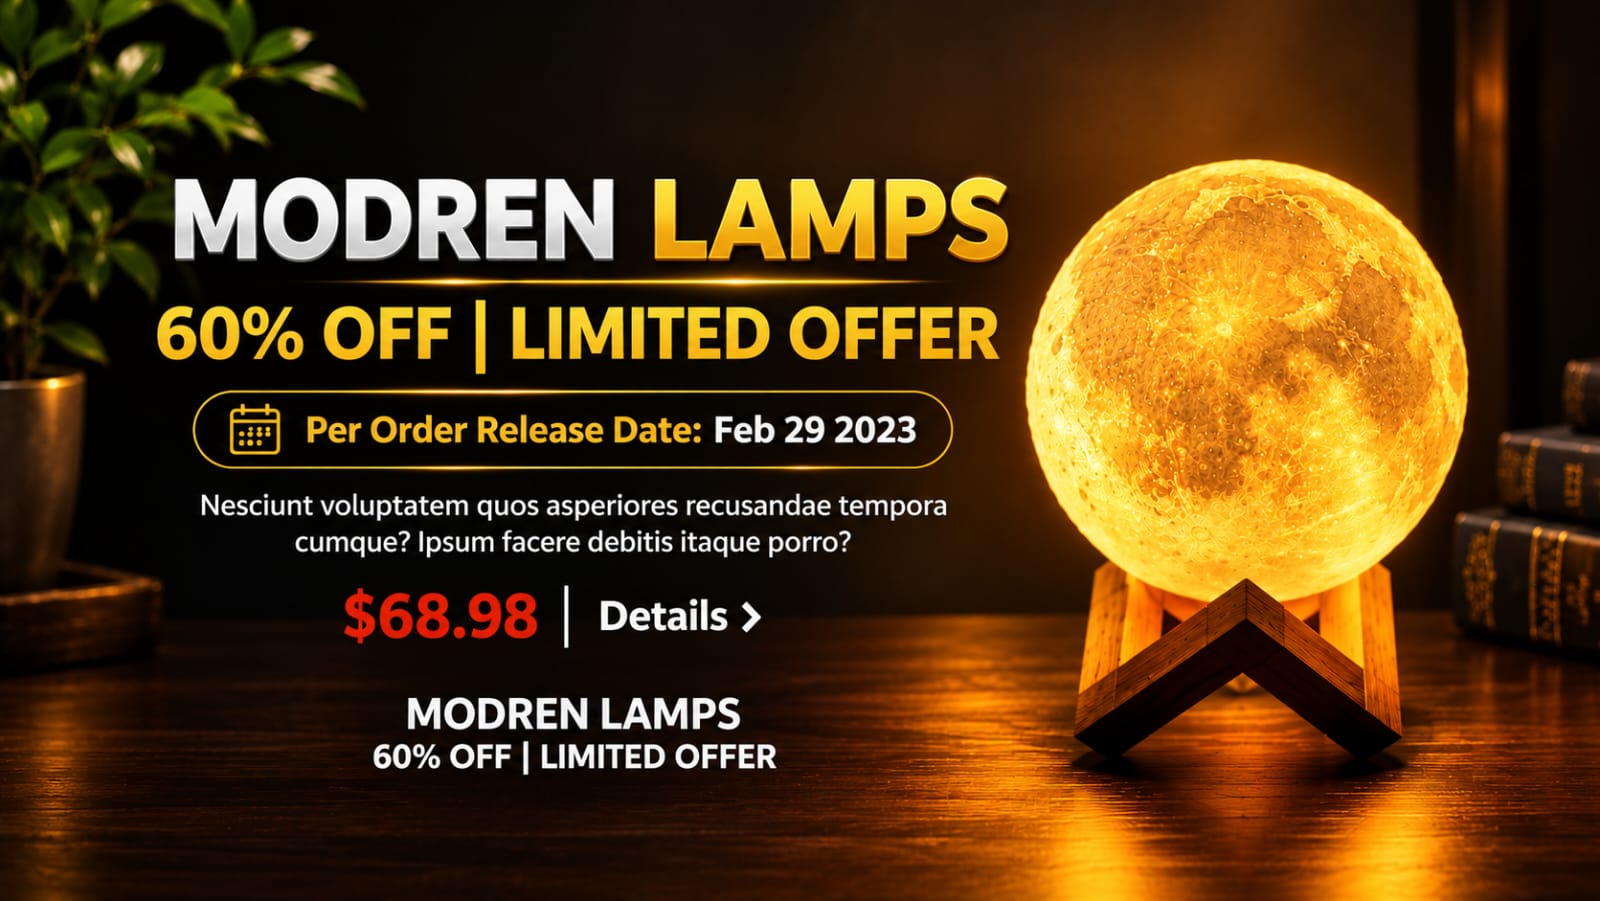 MODREN LAMPS
60% OFF | LIMITED OFFER
Per Order Release Date: Feb 29 2023
Nesciunt voluptatem quos asperiores recusandae tempora
cumque? Ipsum facere debitis itaque porro?
$68.98 | Details >
MODREN LAMPS
60% OFF | LIMITED OFFER